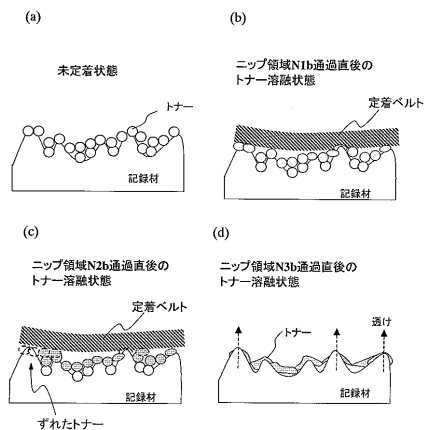 (a)
未定着状態
トナー
記録材
(b)
ニップ領域N1b通過直後の
トナー溶融状態
定着ベルト
記録材
(c)
ニップ領域N2b通過直後の
トナー溶融状態
定着ベルト
記録材
ずれたトナー
(d)
ニップ領域N3b通過直後の
トナー溶融状態
トナー
透け
記録材